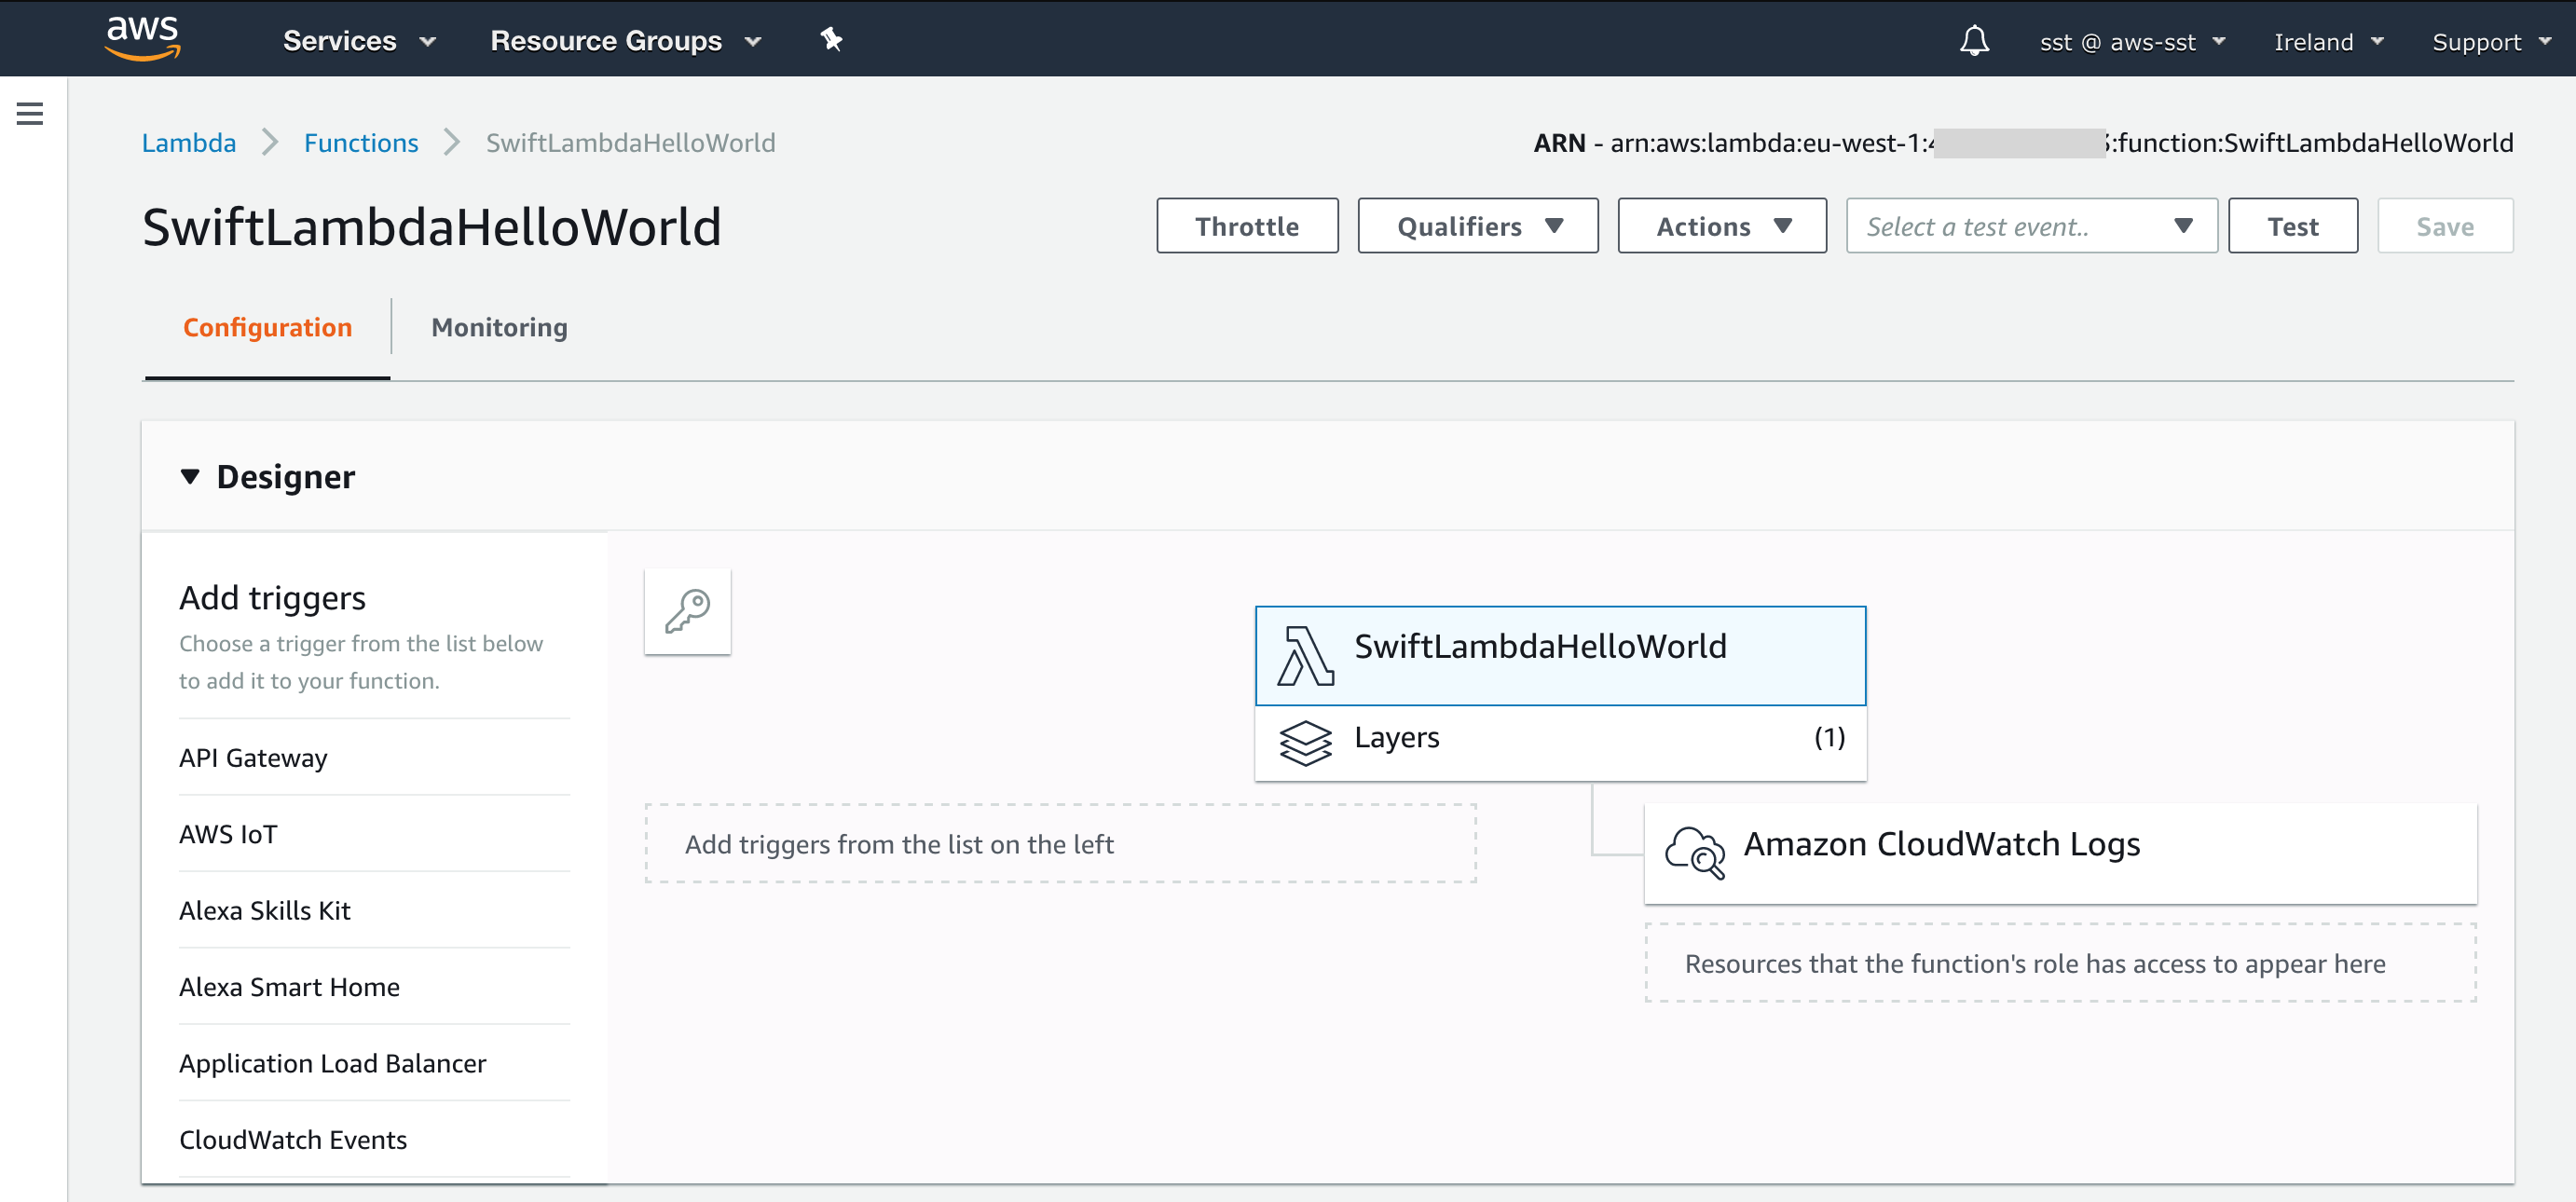 aws
Services
Resource Groups
sst @ aws-sst
Ireland
Support
Lambda
Functions
SwiftLambdaHelloWorld
ARN - arn:aws:lambda:eu-west-1: :function:SwiftLambdaHelloWorld
SwiftLambdaHelloWorld
Throttle
Qualifiers
Actions
Select a test event..
Test
Save
Configuration
Monitoring
Designer
Add triggers
Choose a trigger from the list below
to add it to your function.
API Gateway
AWS IoT
Alexa Skills Kit
Alexa Smart Home
Application Load Balancer
CloudWatch Events
SwiftLambdaHelloWorld
Layers
(1)
Add triggers from the list on the left
Amazon CloudWatch Logs
Resources that the function's role has access to appear here